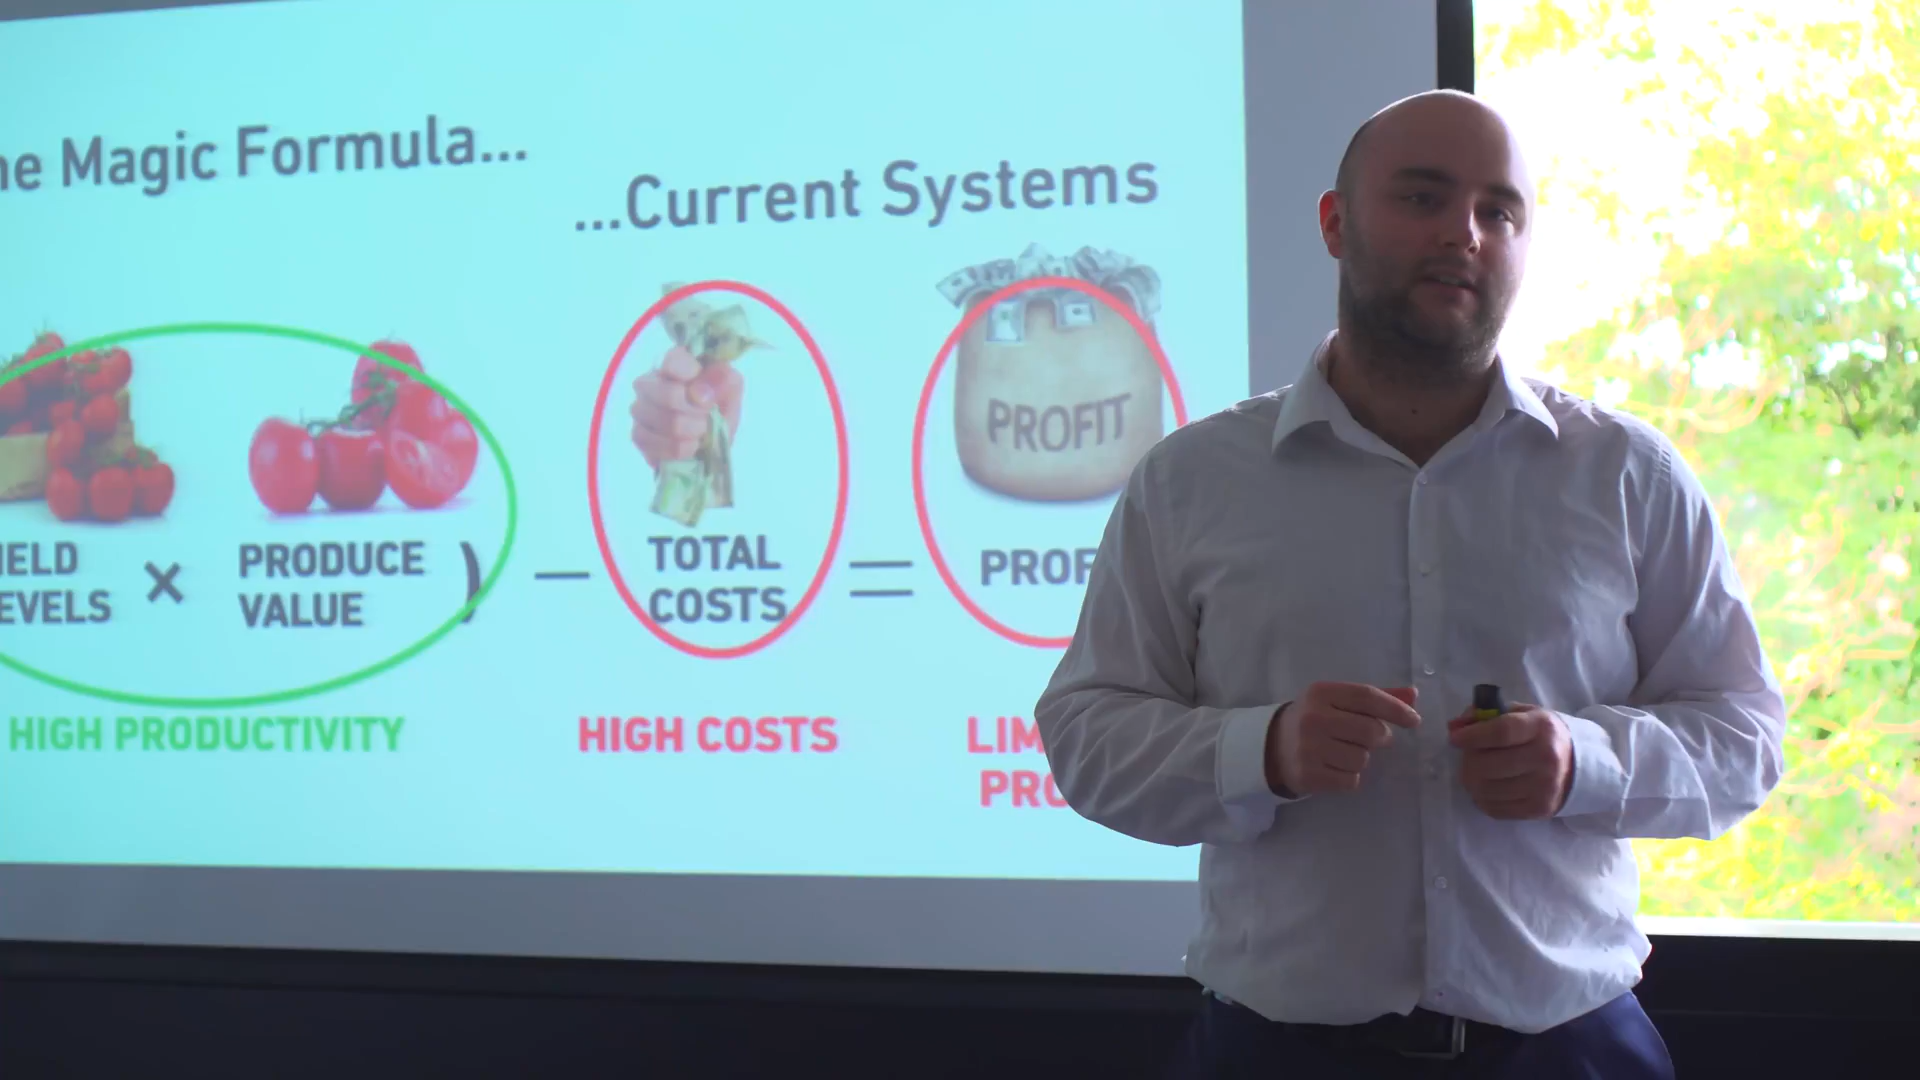 Magic Formula...
...Current Systems
PROFIT
×
PRODUCE
VALUE
)
—
TOTAL
COSTS
=
HIGH PRODUCTIVITY
HIGH COSTS